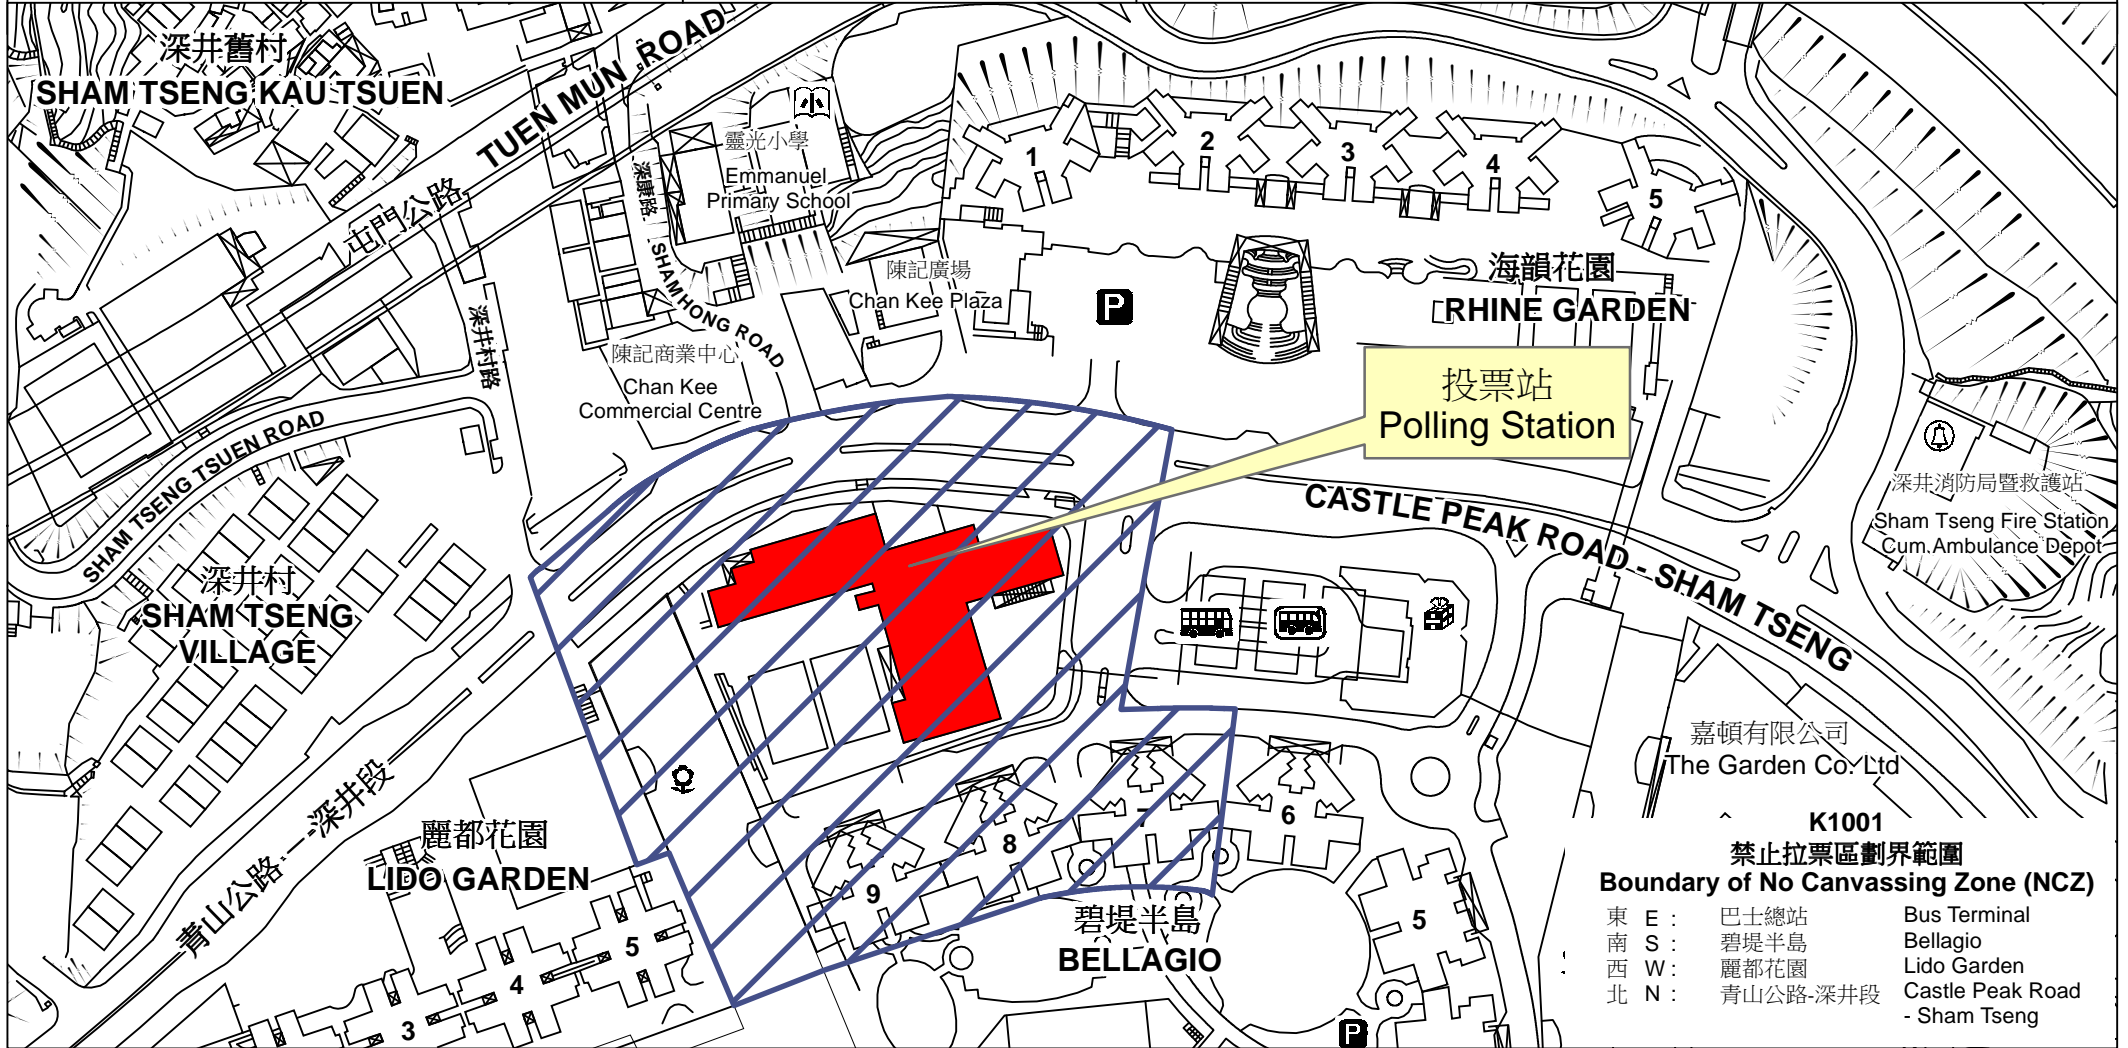 深井舊村
SHAM TSENG KAU TSUEN
TUEN MUN ROAD
屯門公路
靈光小學
Emmanuel
Primary School
深康路
SHAM HONG ROAD
深井村路
陳記廣場
Chan Kee Plaza
陳記商業中心
Chan Kee
Commercial Centre
1
2
3
4
5
海韻花園
RHINE GARDEN
P
投票站
Polling Station
SHAM TSENG TSUEN ROAD
深井村
SHAM TSENG
VILLAGE
CASTLE PEAK ROAD - SHAM TSENG
深井消防局暨救護站
Sham Tseng Fire Station
Cum Ambulance Depot
嘉頓有限公司
The Garden Co. Ltd
青山公路-深井段
麗都花園
LIDO GARDEN
3
4
5
9
8
7
6
5
碧堤半島
BELLAGIO
P
K1001
禁止拉票區劃界範圍
Boundary of No Canvassing Zone (NCZ)
東 E : 巴士總站 Bus Terminal
南 S : 碧堤半島 Bellagio
西 W : 麗都花園 Lido Garden
北 N : 青山公路-深井段 Castle Peak Road
- Sham Tseng